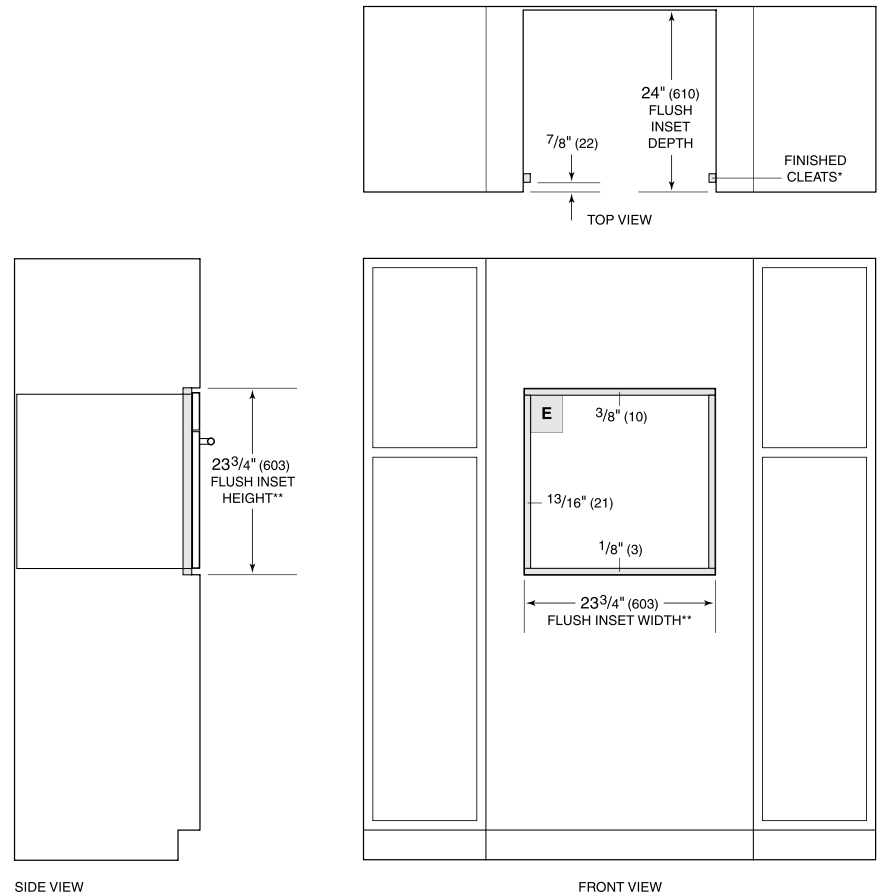 24" (610)
FLUSH
INSET
DEPTH
7/8" (22)
FINISHED
CLEATS*
TOP VIEW
E
3/8" (10)
23 3/4" (603)
FLUSH INSET
HEIGHT**
13/16" (21)
1/8" (3)
23 3/4" (603)
FLUSH INSET WIDTH**
SIDE VIEW
FRONT VIEW